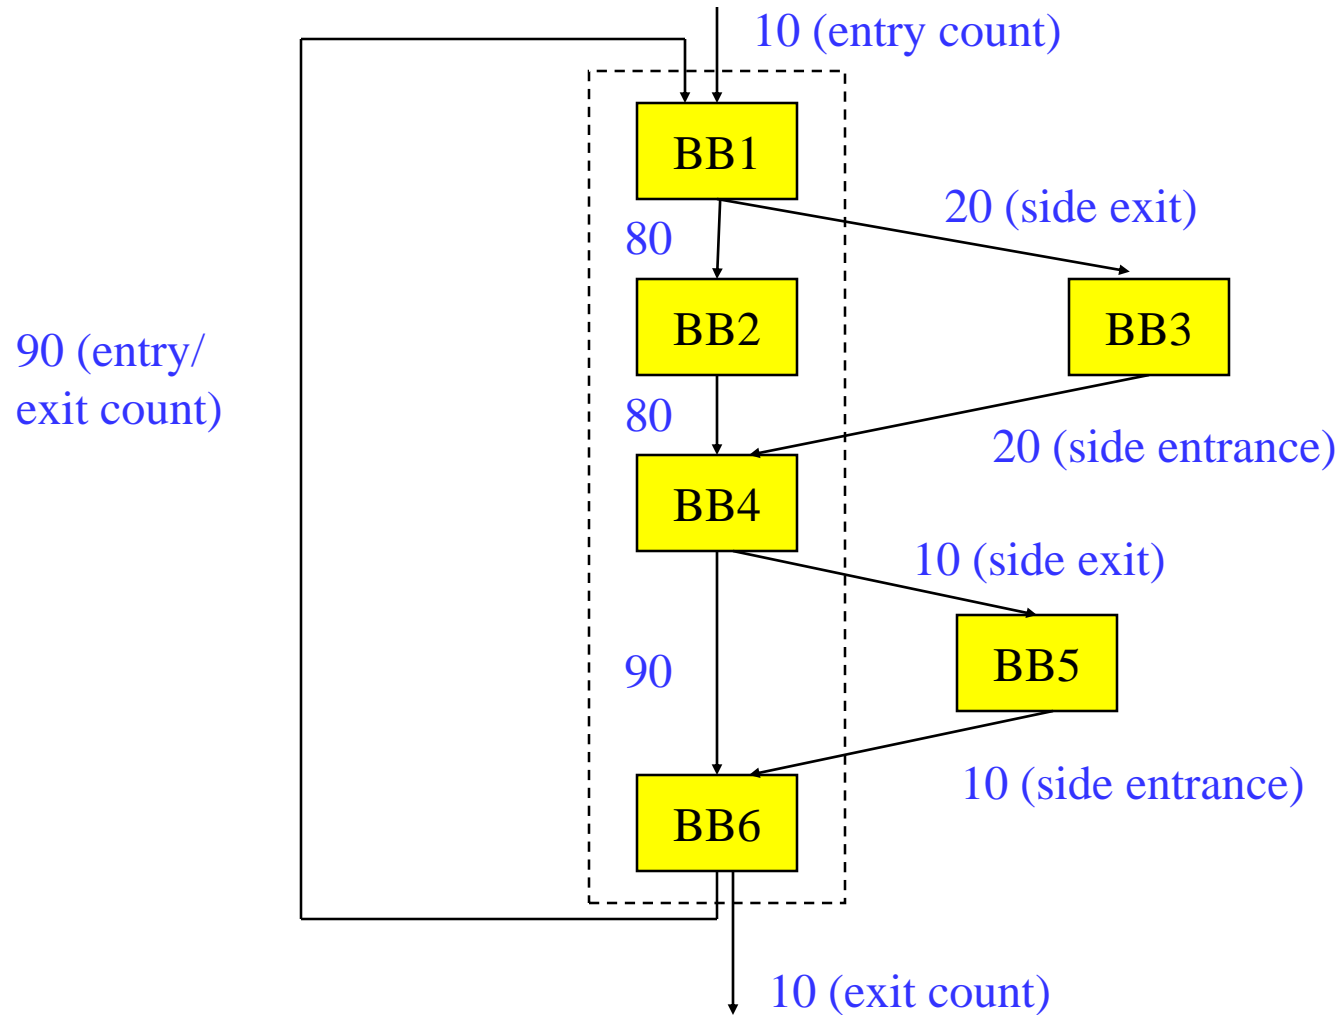 10 (entry count)
BB1
20 (side exit)
80
BB2
BB3
90 (entry/
exit count)
80
20 (side entrance)
BB4
10 (side exit)
90
BB5
10 (side entrance)
BB6
10 (exit count)